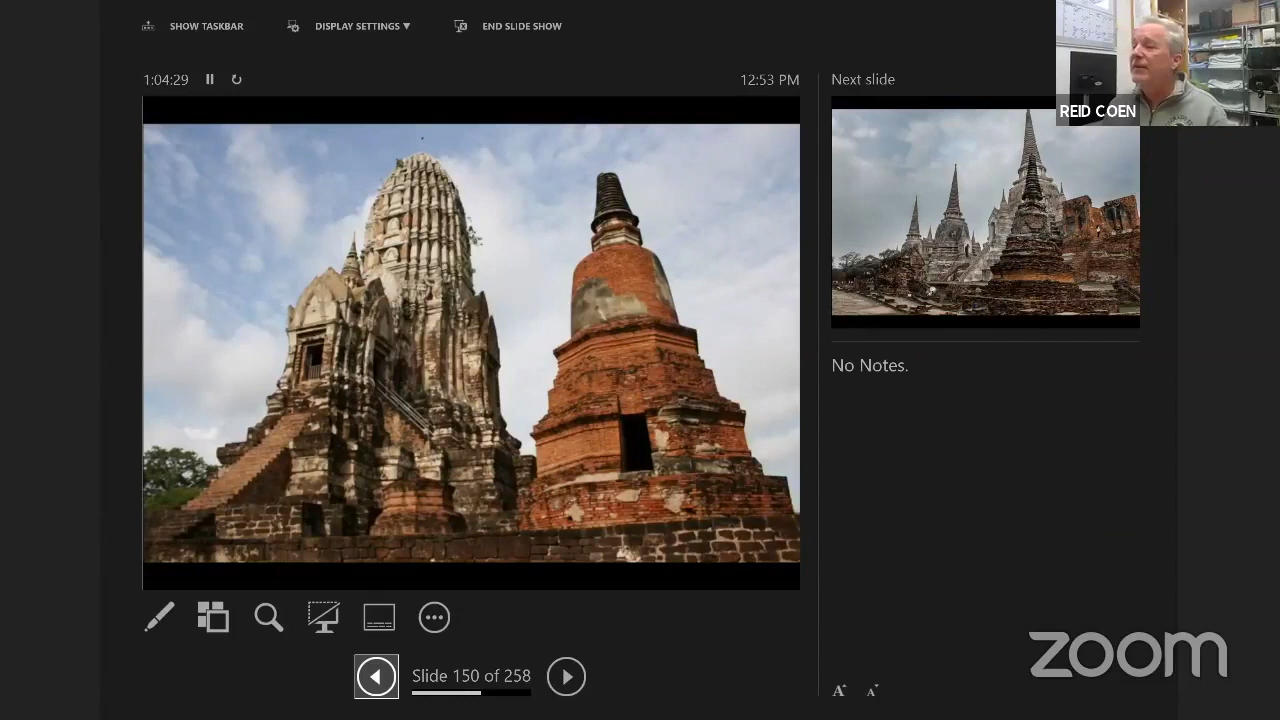 SHOW TASKBAR
DISPLAY SETTINGS ▼
END SLIDE SHOW
1:04:29
12:53 PM
Next slide
REID COEN
No Notes.
Slide 150 of 258
A A
zoom